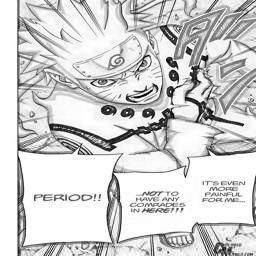 IT'S EVEN
MORE
PAINFUL
FOR ME...
...NOT TO
HAVE ANY
COMRADES
IN HERE!!!
PERIOD!!